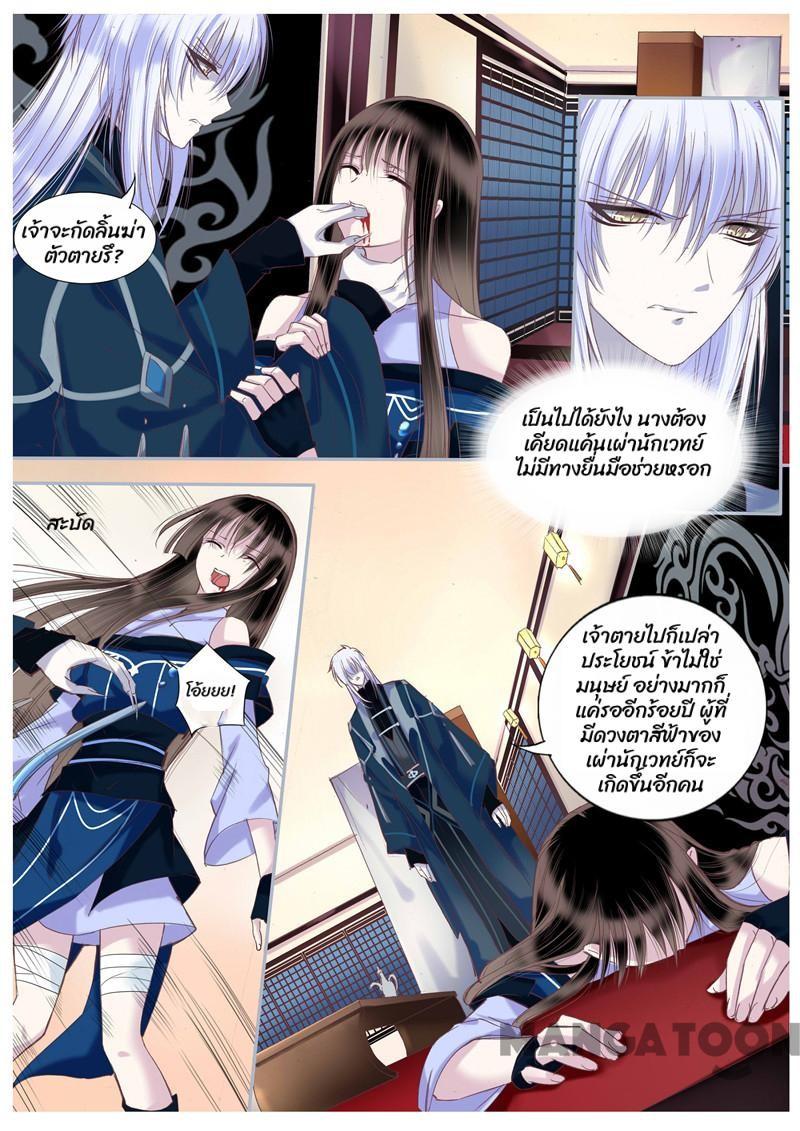 เจ้าจะกัดลิ้นฆ่า
ตัวตายรึ?
เป็นไปได้ยังไง นางต้อง
เคียดแค้นเผ่านักเวทย์
ไม่มีทางยื่นมือช่วยหรอก
สะบัด
โอ้ยยย!
เจ้าตายไปก็เปล่า
ประโยชน์ ข้าไม่ใช่
มนุษย์ อย่างมากก็
แค่รออีกร้อยปี ผู้ที่
มีดวงตาสีฟ้าของ
เผ่านักเวทย์ก็จะ
เกิดขึ้นอีกคน
MANGATOON